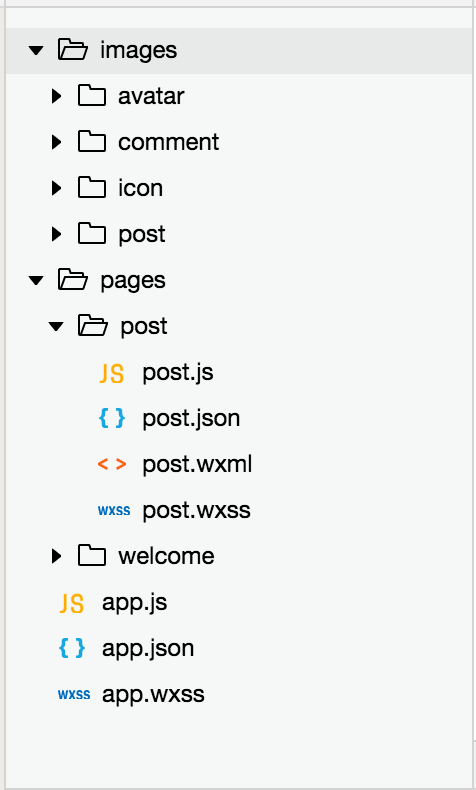 images
avatar
comment
icon
post
pages
post
JS post.js
{ } post.json
< > post.wxml
wxss post.wxss
welcome
JS app.js
{ } app.json
wxss app.wxss